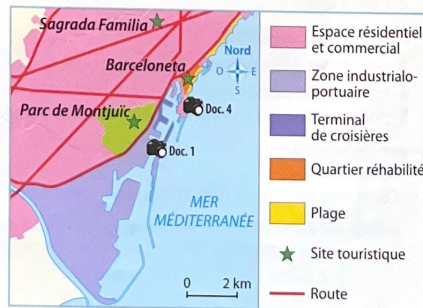 Sagrada Familia
Nord
O
E
S
Barceloneta
Doc. 4
Parc de Montjuïc
Doc. 1
MER
MÉDITERRANÉE
0 2 km
Espace résidentiel
et commercial
Zone industrialo-
portuaire
Terminal
de croisières
Quartier réhabilité
Plage
Site touristique
Route